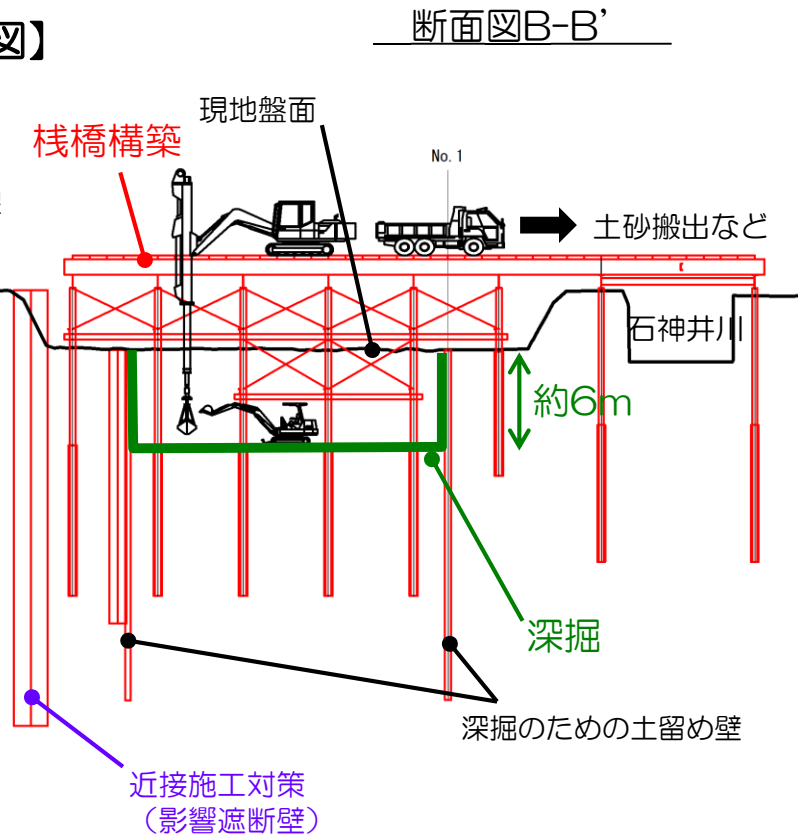 図】
断面図B-B’
現地盤面
桟橋構築
No. 1
土砂搬出など
石神井川
約6m
深掘
深掘のための土留め壁
近接施工対策
（影響遮断壁）